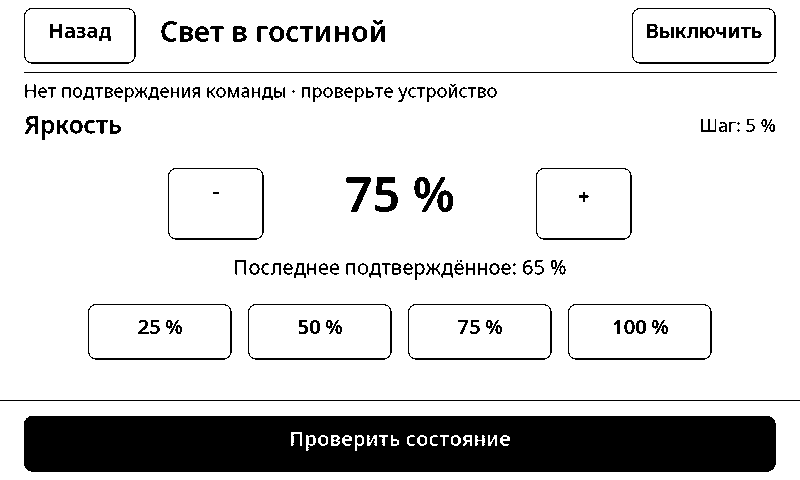 Назад
Свет в гостиной
Выключить
Нет подтверждения команды · проверьте устройство
Яркость
Шаг: 5 %
-
75 %
+
Последнее подтверждённое: 65 %
25 %
50 %
75 %
100 %
Проверить состояние